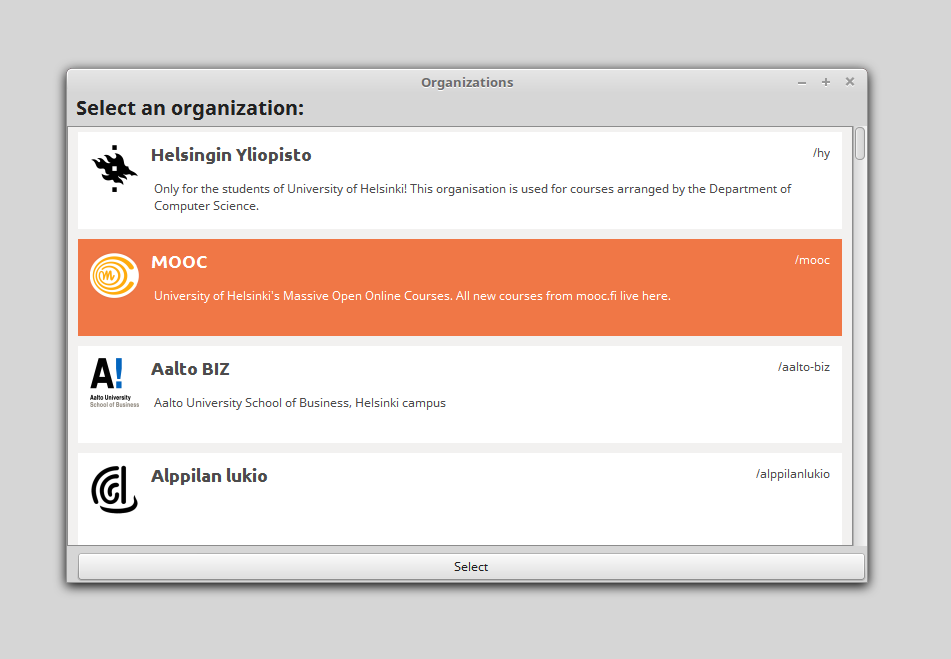 Organizations
Select an organization:
Helsingin Yliopisto
/hy
Only for the students of University of Helsinki! This organisation is used for courses arranged by the Department of
Computer Science.
m
MOOC
/mooc
University of Helsinki's Massive Open Online Courses. All new courses from mooc.fi live here.
A!
Aalto University
School of Business
Aalto BIZ
/aalto-biz
Aalto University School of Business, Helsinki campus
Alppilan lukio
/alppilanlukio
Select